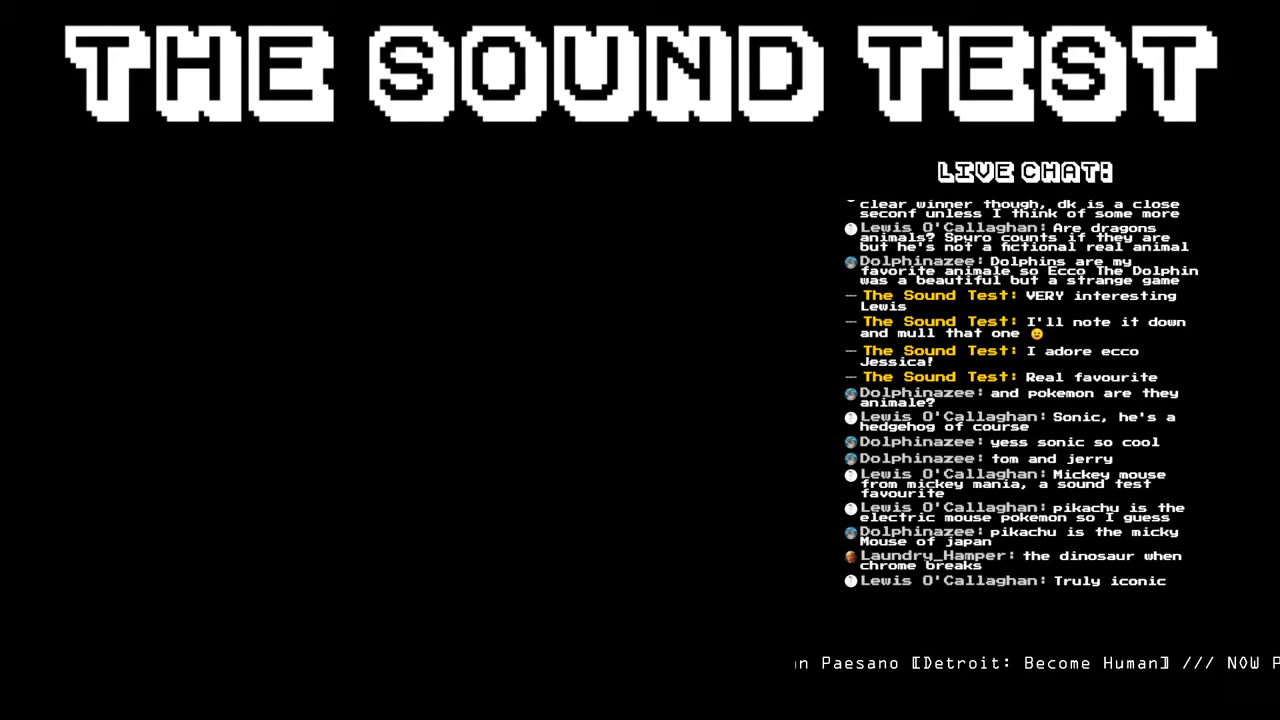 THE SOUND TEST
LIVE CHAT:
clear winner though, dk is a close
seconf unless I think of some more
Lewis O'Callaghan: Are dragons
animals? Spyro counts if they are
but he's not a fictional real animal
Dolphinazee: Dolphins are my
favorite animale so Ecco The Dolphin
was a beautiful but a strange game
— The Sound Test: VERY interesting
Lewis
— The Sound Test: I'll note it down
and mull that one 😀
— The Sound Test: I adore ecco
Jessica!
— The Sound Test: Real favourite
Dolphinazee: and pokemon are they
animale?
Lewis O'Callaghan: Sonic, he's a
hedgehog of course
Dolphinazee: yess sonic so cool
Dolphinazee: tom and jerry
Lewis O'Callaghan: Mickey mouse
from mickey mania, a sound test
favourite
Lewis O'Callaghan: pikachu is the
electric mouse pokemon so I guess
Dolphinazee: pikachu is the micky
Mouse of japan
Laundry_Hamper: the dinosaur when
chrome breaks
Lewis O'Callaghan: Truly iconic
n Paesano [Detroit: Become Human] /// NOW P